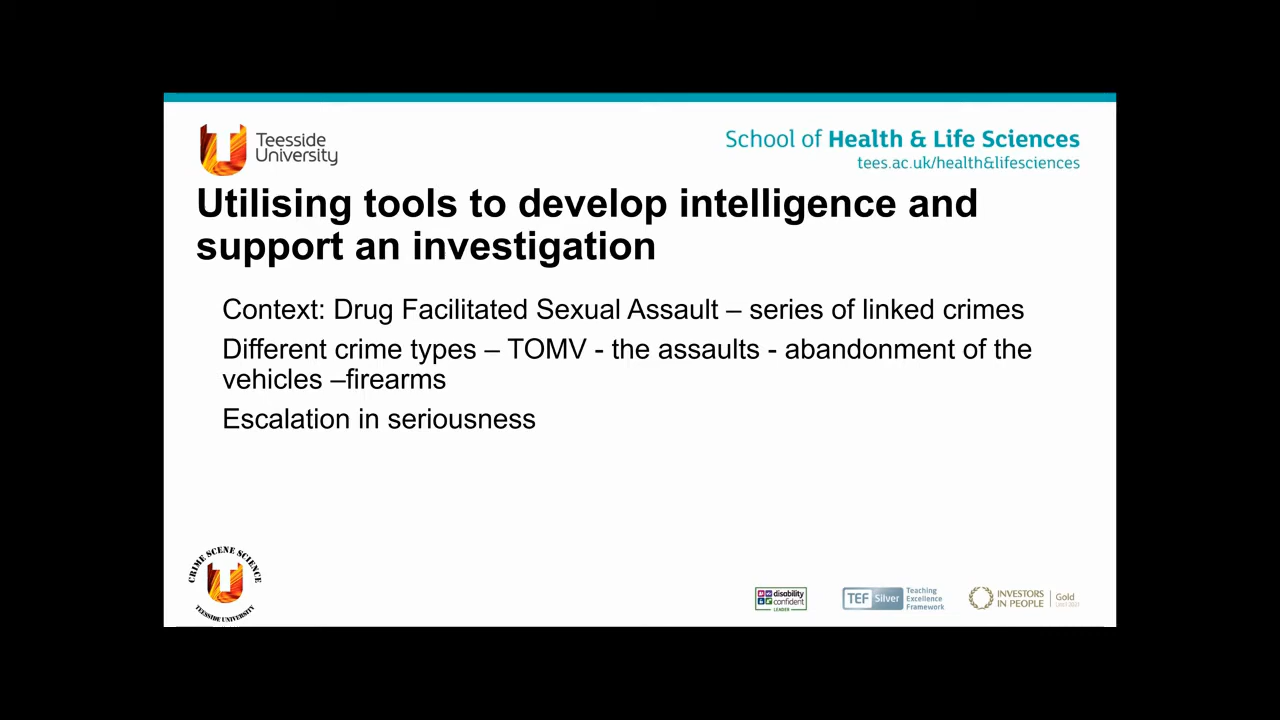 Teesside
University
School of Health & Life Sciences
tees.ac.uk/health&lifesciences
Utilising tools to develop intelligence and
support an investigation
Context: Drug Facilitated Sexual Assault – series of linked crimes
Different crime types – TOMV - the assaults - abandonment of the
vehicles –firearms
Escalation in seriousness
CRIME SCENE SCIENCE
TEESSIDE UNIVERSITY
disability
confident
LEADER
TEF Silver
Teaching
Excellence
Framework
INVESTORS
IN PEOPLE
Gold